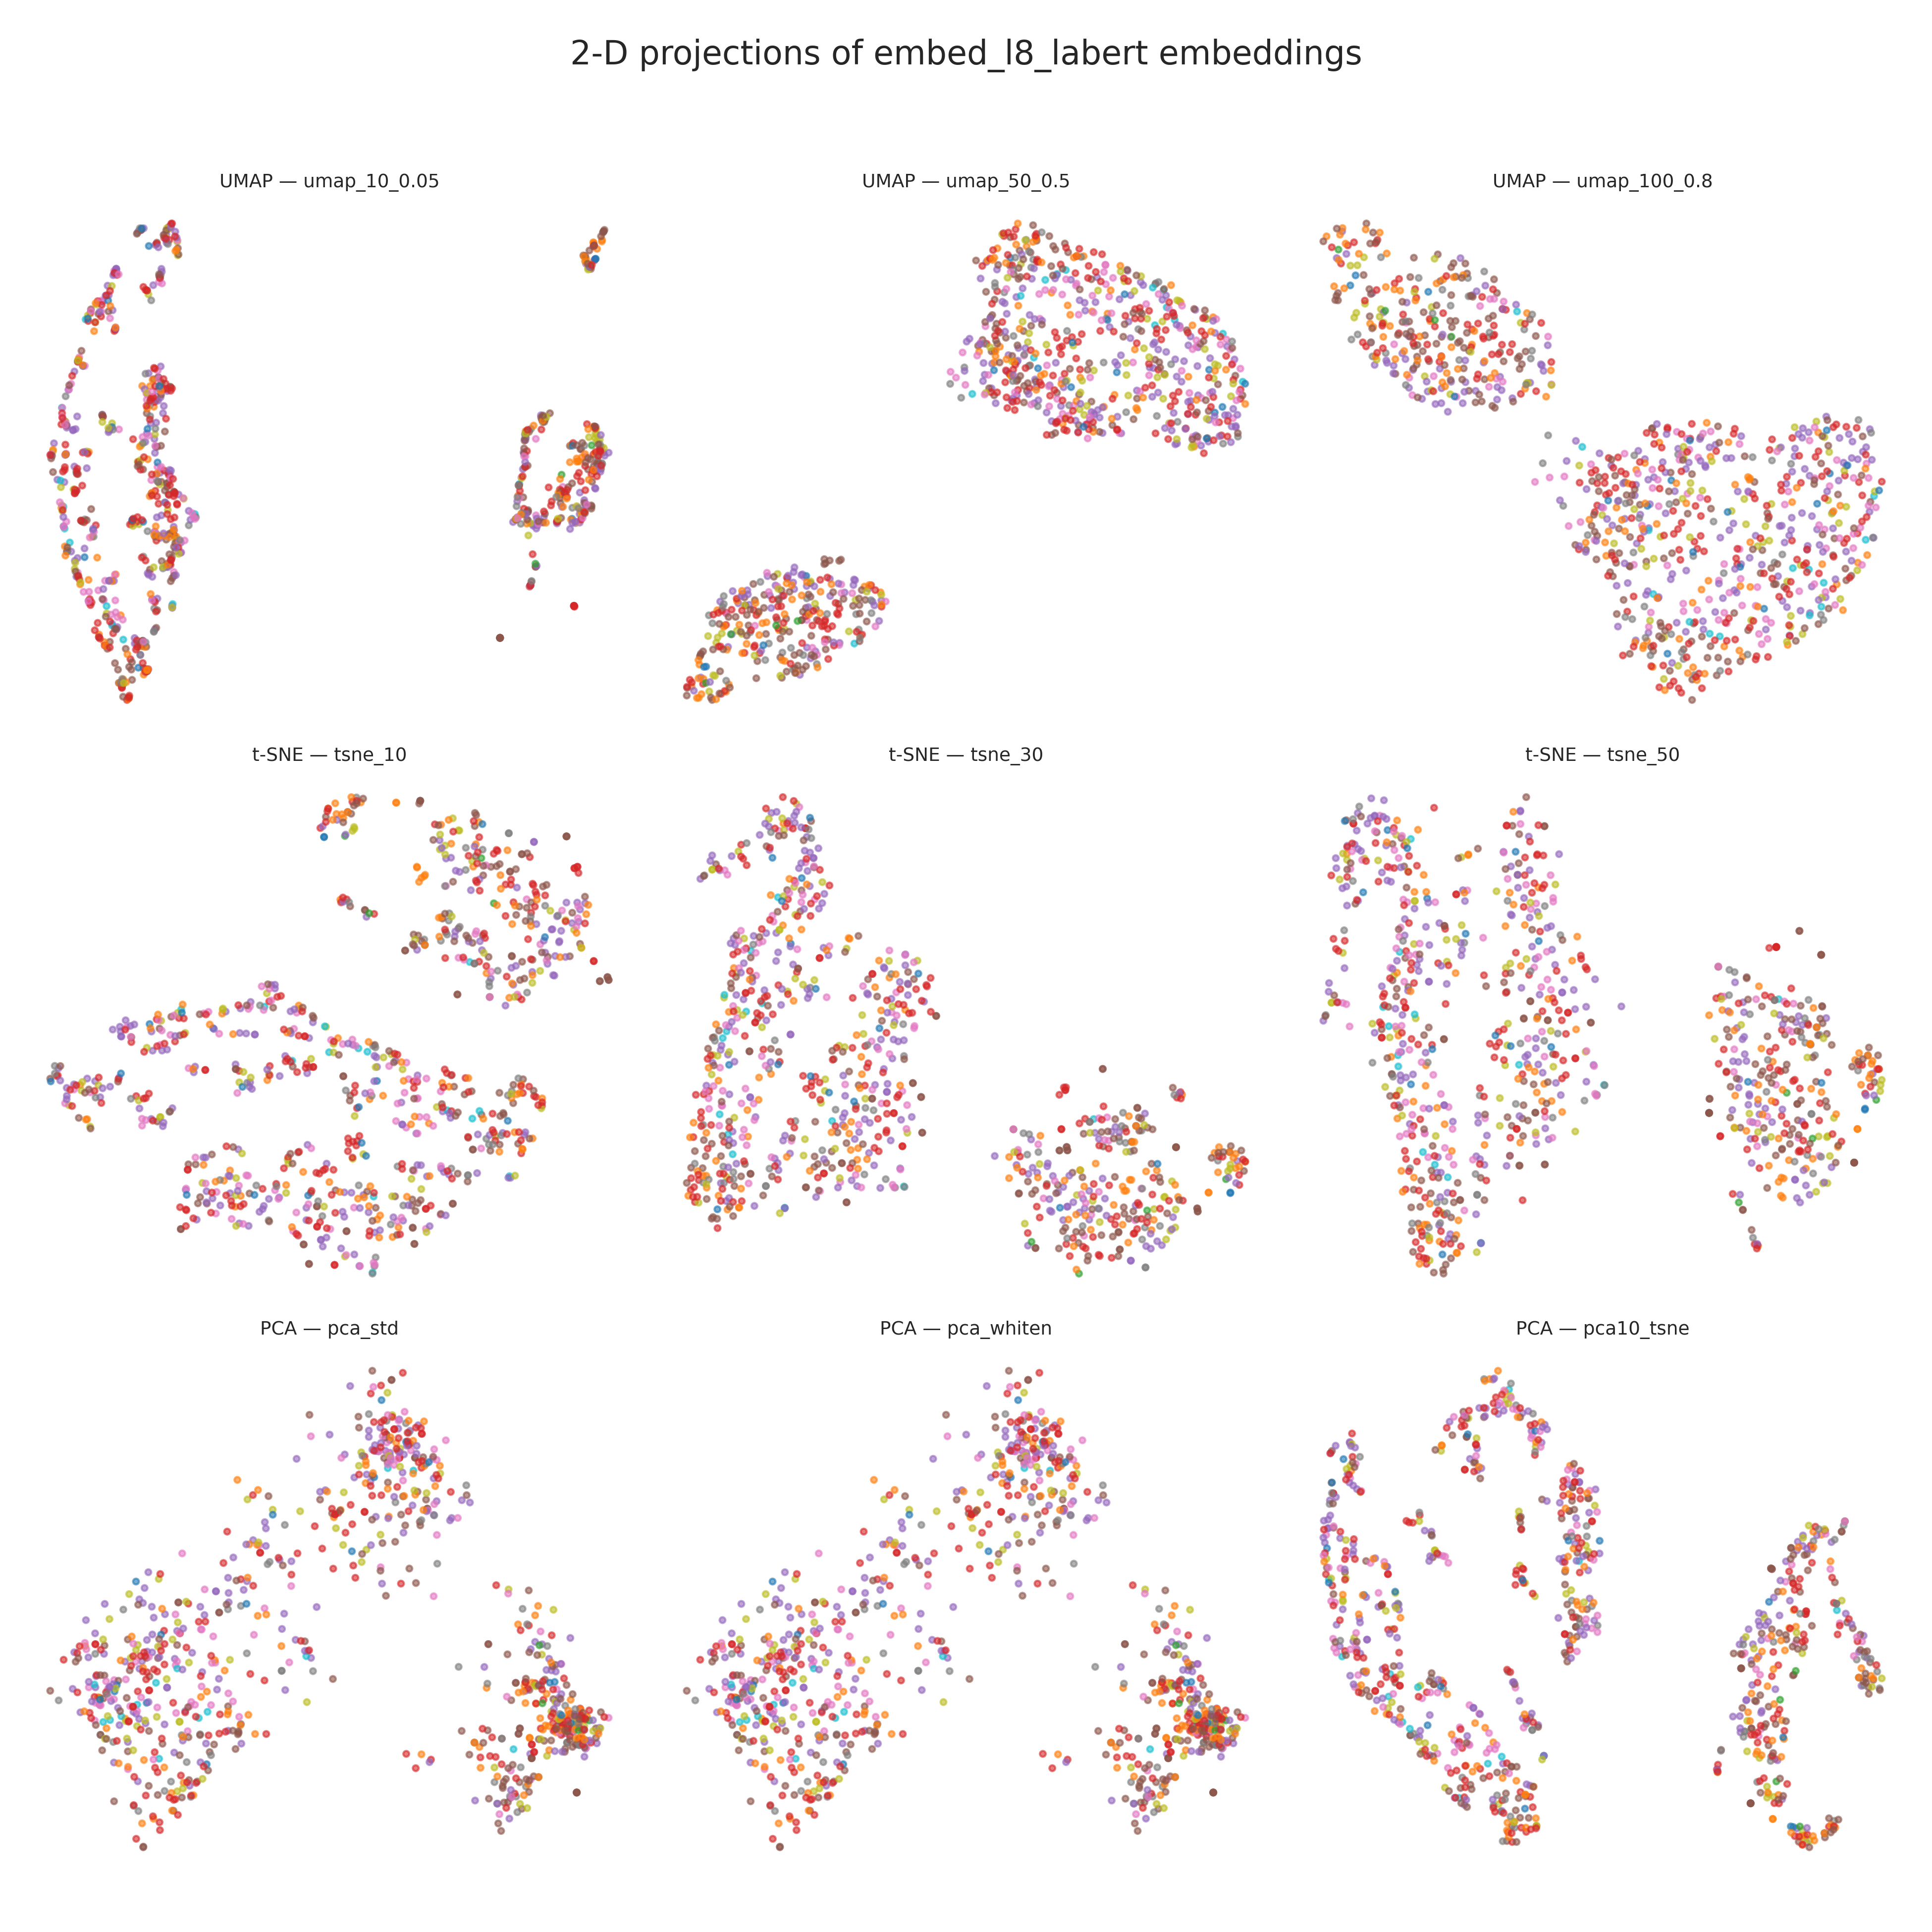 2-D projections of embed_l8_labert embeddings
UMAP — umap_10_0.05
UMAP — umap_50_0.5
UMAP — umap_100_0.8
t-SNE — tsne_10
t-SNE — tsne_30
t-SNE — tsne_50
PCA — pca_std
PCA — pca_whiten
PCA — pca10_tsne